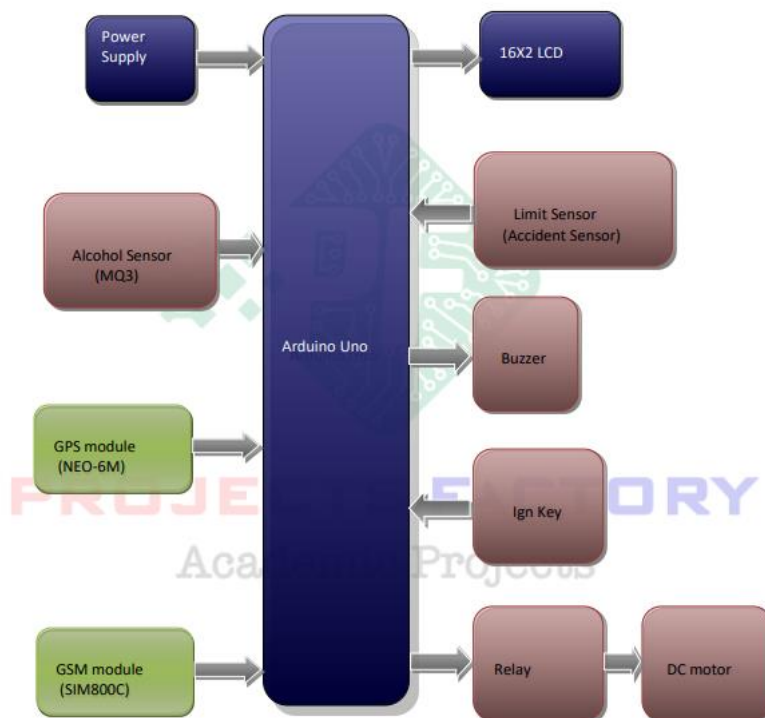 Power
Supply
16X2 LCD
Limit Sensor
(Accident Sensor)
Alcohol Sensor
(MQ3)
Arduino Uno
Buzzer
GPS module
(NEO-6M)
Ign Key
GSM module
(SIM800C)
Relay
DC motor